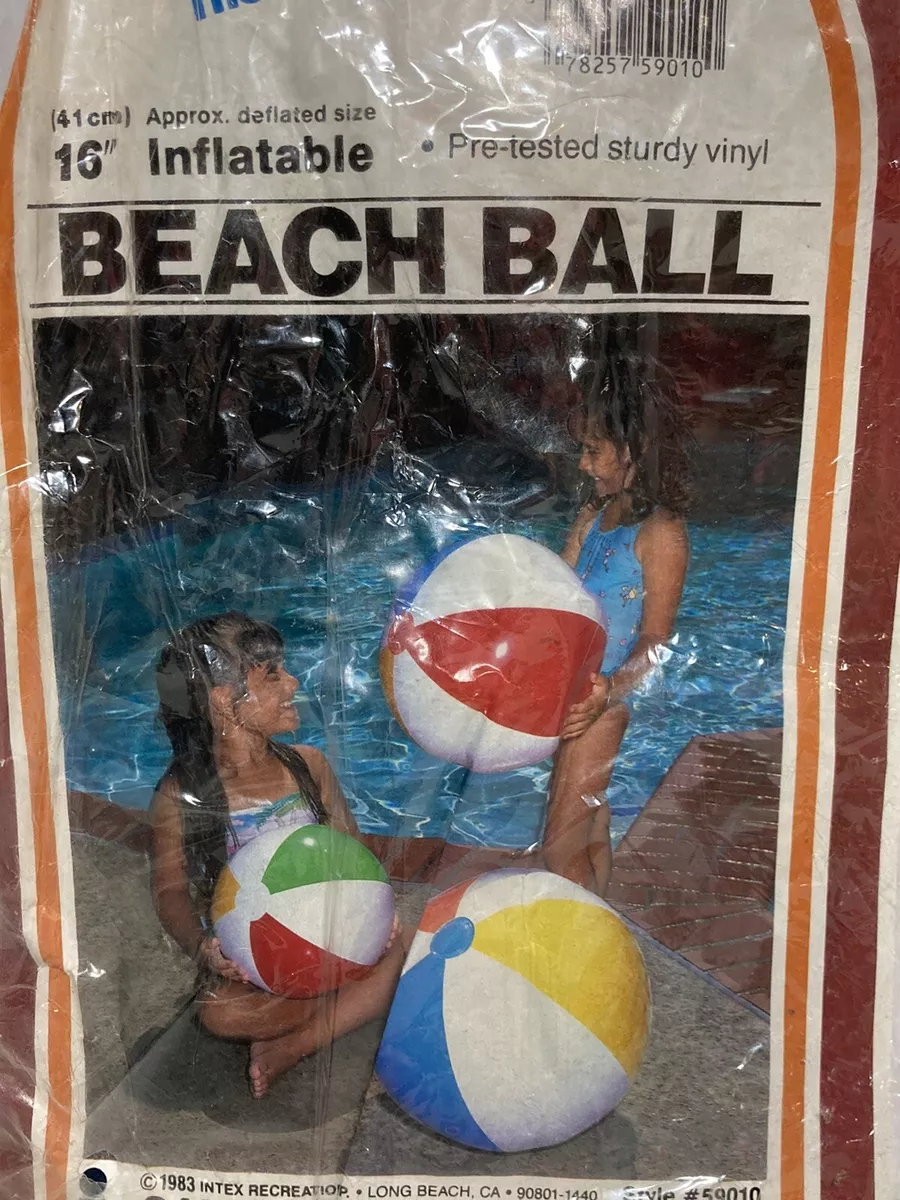 78257 59010
(41cm) Approx. deflated size
16" Inflatable • Pre-tested sturdy vinyl
BEACH BALL
©1983 INTEX RECREATION. • LONG BEACH, CA • 90801-1440 Style #59010